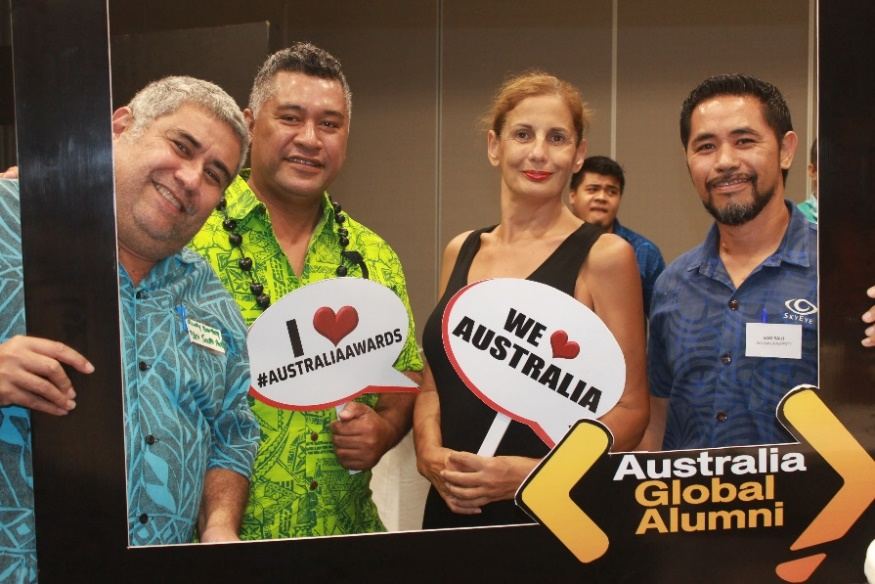 I ❤
#AUSTRALIAAWARDS
WE ❤
AUSTRALIA
SKYEYE
Australia
Global
Alumni